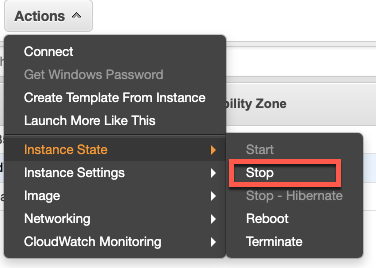 Actions
Connect
Get Windows Password
Create Template From Instance
bility Zone
Launch More Like This
Instance State
Start
Instance Settings
Stop
Image
Stop - Hibernate
Networking
Reboot
CloudWatch Monitoring
Terminate